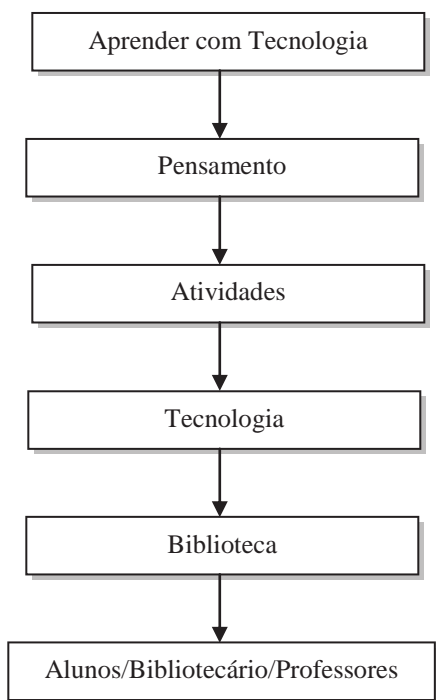 Aprender com Tecnologia
Pensamento
Atividades
Tecnologia
Biblioteca
Alunos/Bibliotecário/Professores